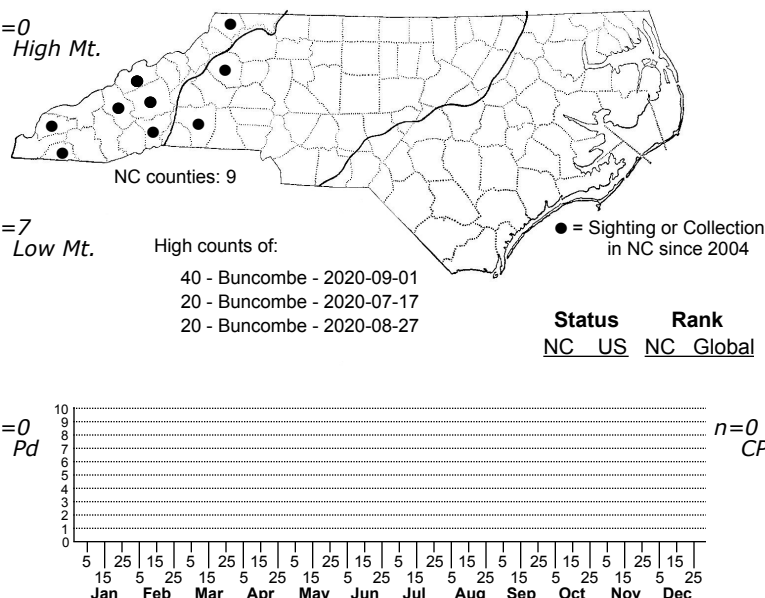 =0
High Mt.
NC counties: 9
=7
Low Mt.
High counts of:
40 - Buncombe - 2020-09-01
20 - Buncombe - 2020-07-17
20 - Buncombe - 2020-08-27
● = Sighting or Collection
in NC since 2004
Status Rank
NC US NC Global
=0
Pd
n=0
CP
10
9
8
7
6
5
4
3
2
1
0
5 25 15 5 25 15 5 25 15 5 25 15 5 25 15 5 25 15
15 5 25 15 5 25 15 5 25 15 5 25 15 5 25 15 5 25
Jan Feb Mar Apr May Jun Jul Aug Sep Oct Nov Dec